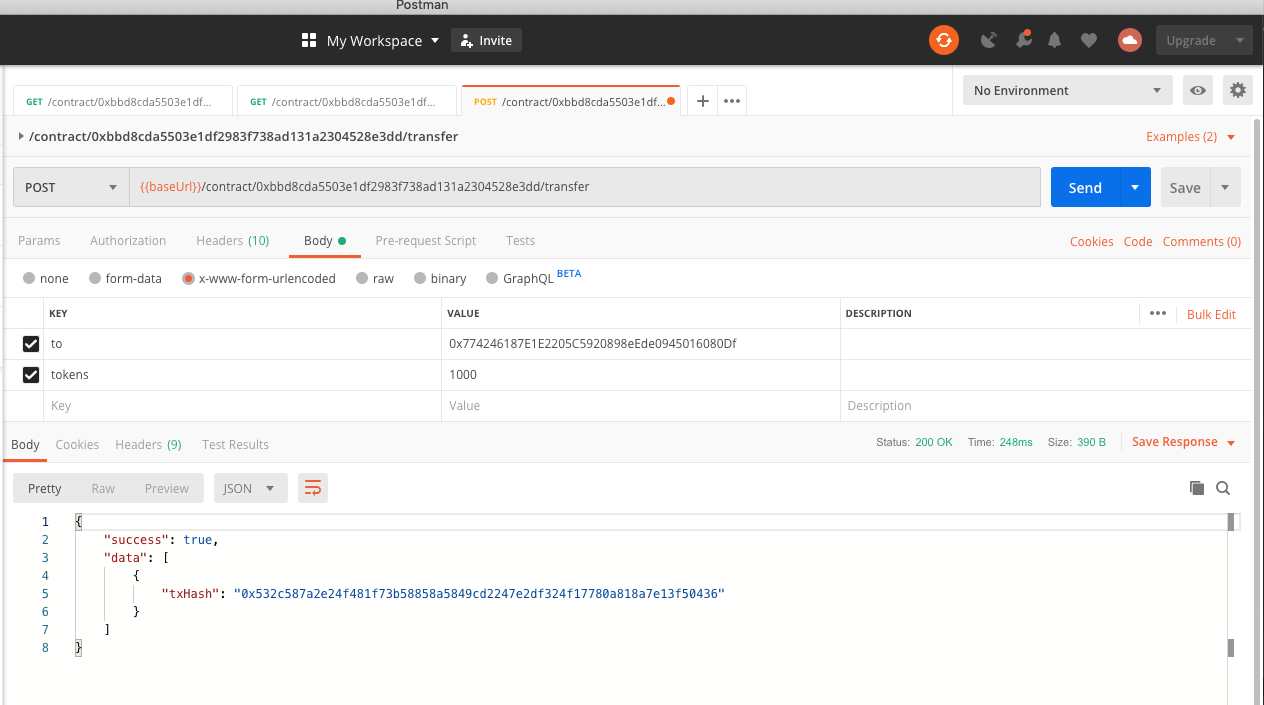 Postman
My Workspace Invite Upgrade
GET /contract/0xbbd8cda5503e1df... GET /contract/0xbbd8cda5503e1df... POST /contract/0xbbd8cda5503e1df... + ••• No Environment
/contract/0xbbd8cda5503e1df2983f738ad131a2304528e3dd/transfer Examples (2)
POST {{baseUrl}}/contract/0xbbd8cda5503e1df2983f738ad131a2304528e3dd/transfer Send Save
Params Authorization Headers (10) Body Pre-request Script Tests Cookies Code Comments (0)
none form-data x-www-form-urlencoded raw binary GraphQL BETA
KEY VALUE DESCRIPTION ••• Bulk Edit
to 0x774246187E1E2205C5920898eEde0945016080Df
tokens 1000
Key Value Description
Body Cookies Headers (9) Test Results Status: 200 OK Time: 248ms Size: 390 B Save Response
Pretty Raw Preview JSON
1 {
2 "success": true,
3 "data": [
4 {
5 "txHash": "0x532c587a2e24f481f73b58858a5849cd2247e2df324f17780a818a7e13f50436"
6 }
7 ]
8 }